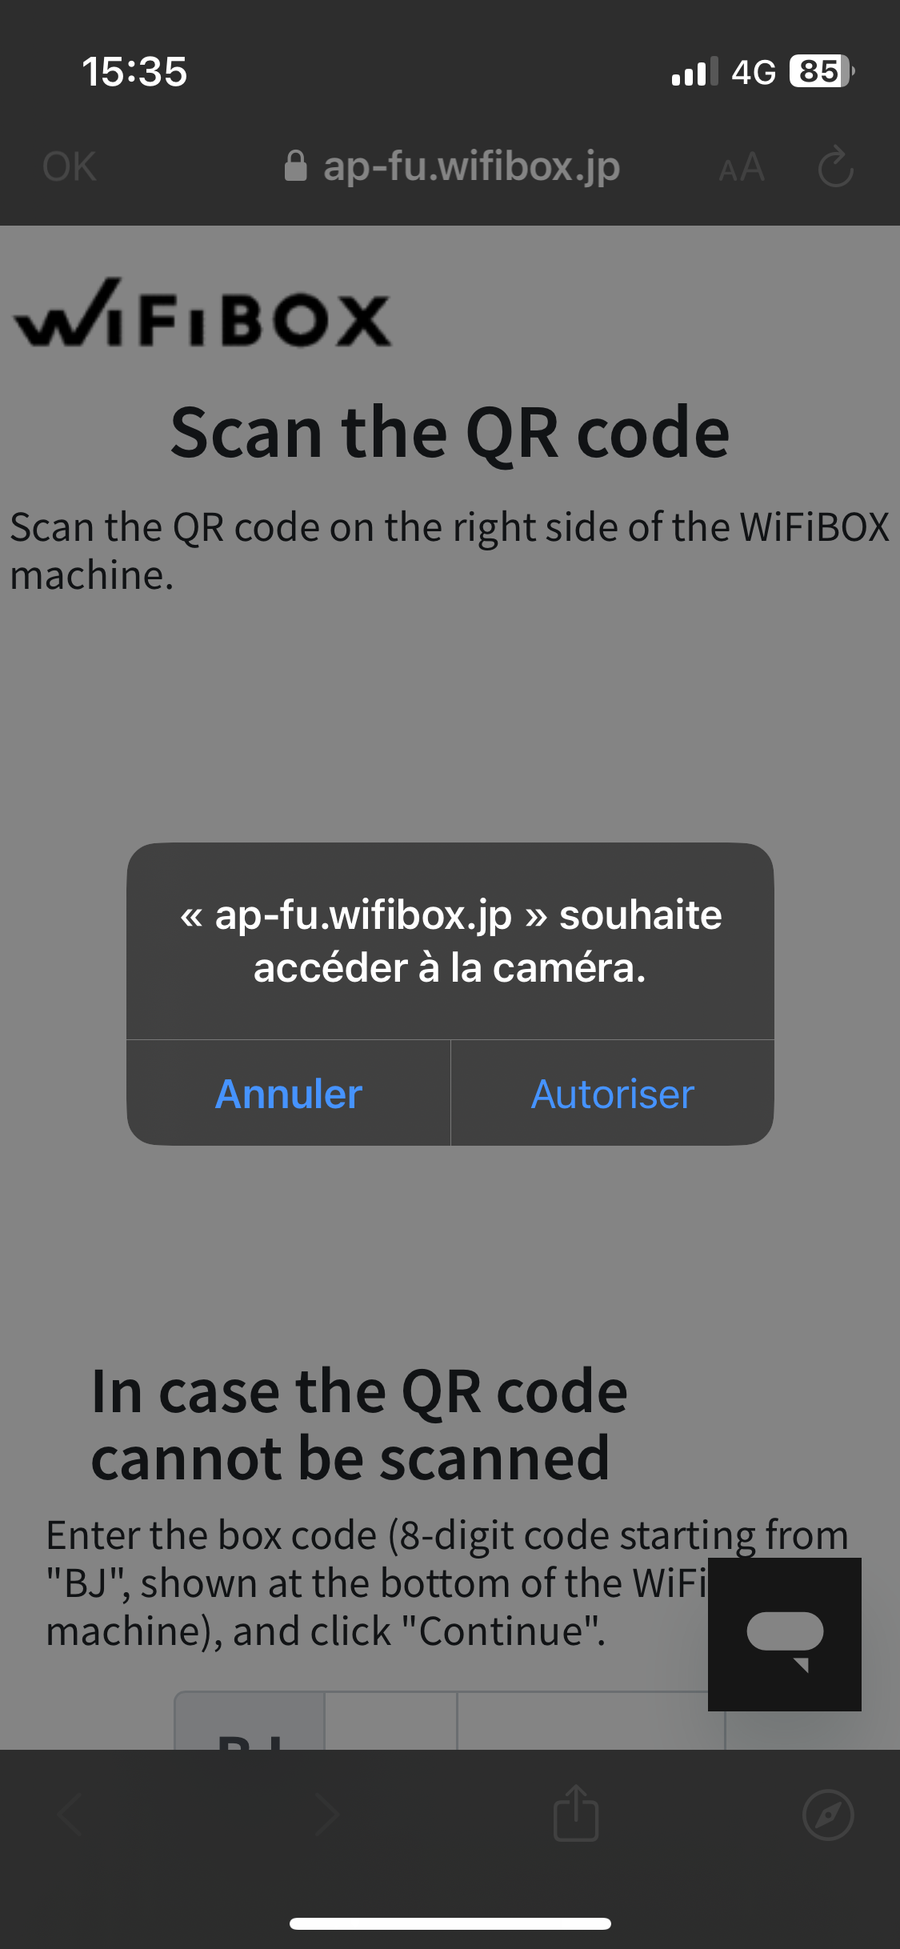 15:35
4G 85
OK
ap-fu.wifibox.jp
AA
WiFiBOX
Scan the QR code
Scan the QR code on the right side of the WiFiBOX
machine.
« ap-fu.wifibox.jp » souhaite
accéder à la caméra.
Annuler
Autoriser
In case the QR code
cannot be scanned
Enter the box code (8-digit code starting from
"BJ", shown at the bottom of the WiFi
machine), and click "Continue".
BJ